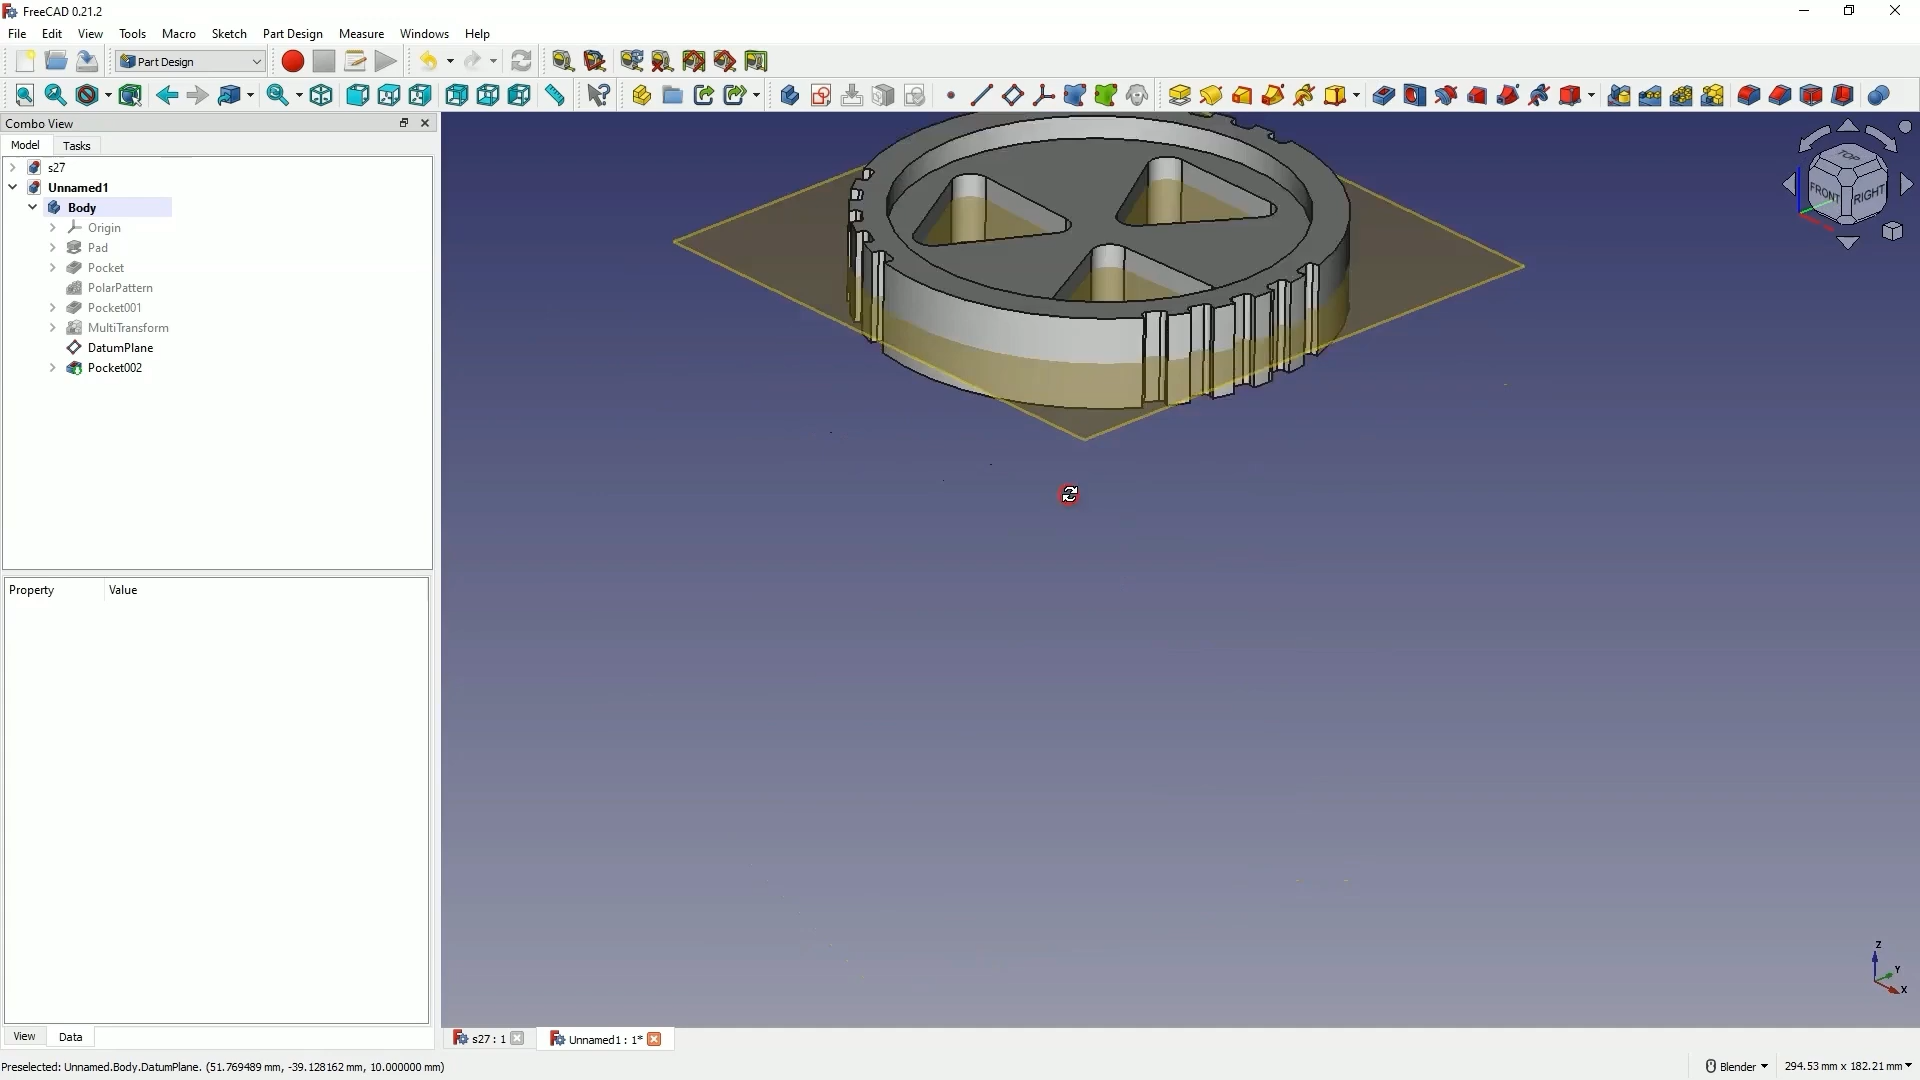 FreeCAD 0.21.2
File Edit View Tools Macro Sketch Part Design Measure Windows Help
Part Design
Combo View
Model Tasks
s27
Unnamed1
Body
Origin
Pad
Pocket
PolarPattern
Pocket001
MultiTransform
DatumPlane
Pocket002
TOP
FRONT RIGHT
Property Value
Z
Y
X
View Data
s27 : 1 Unnamed1 : 1*
Preselected: Unnamed.Body.DatumPlane. (51.769489 mm, -39.128162 mm, 10.000000 mm)
Blender 294.53 mm x 182.21 mm